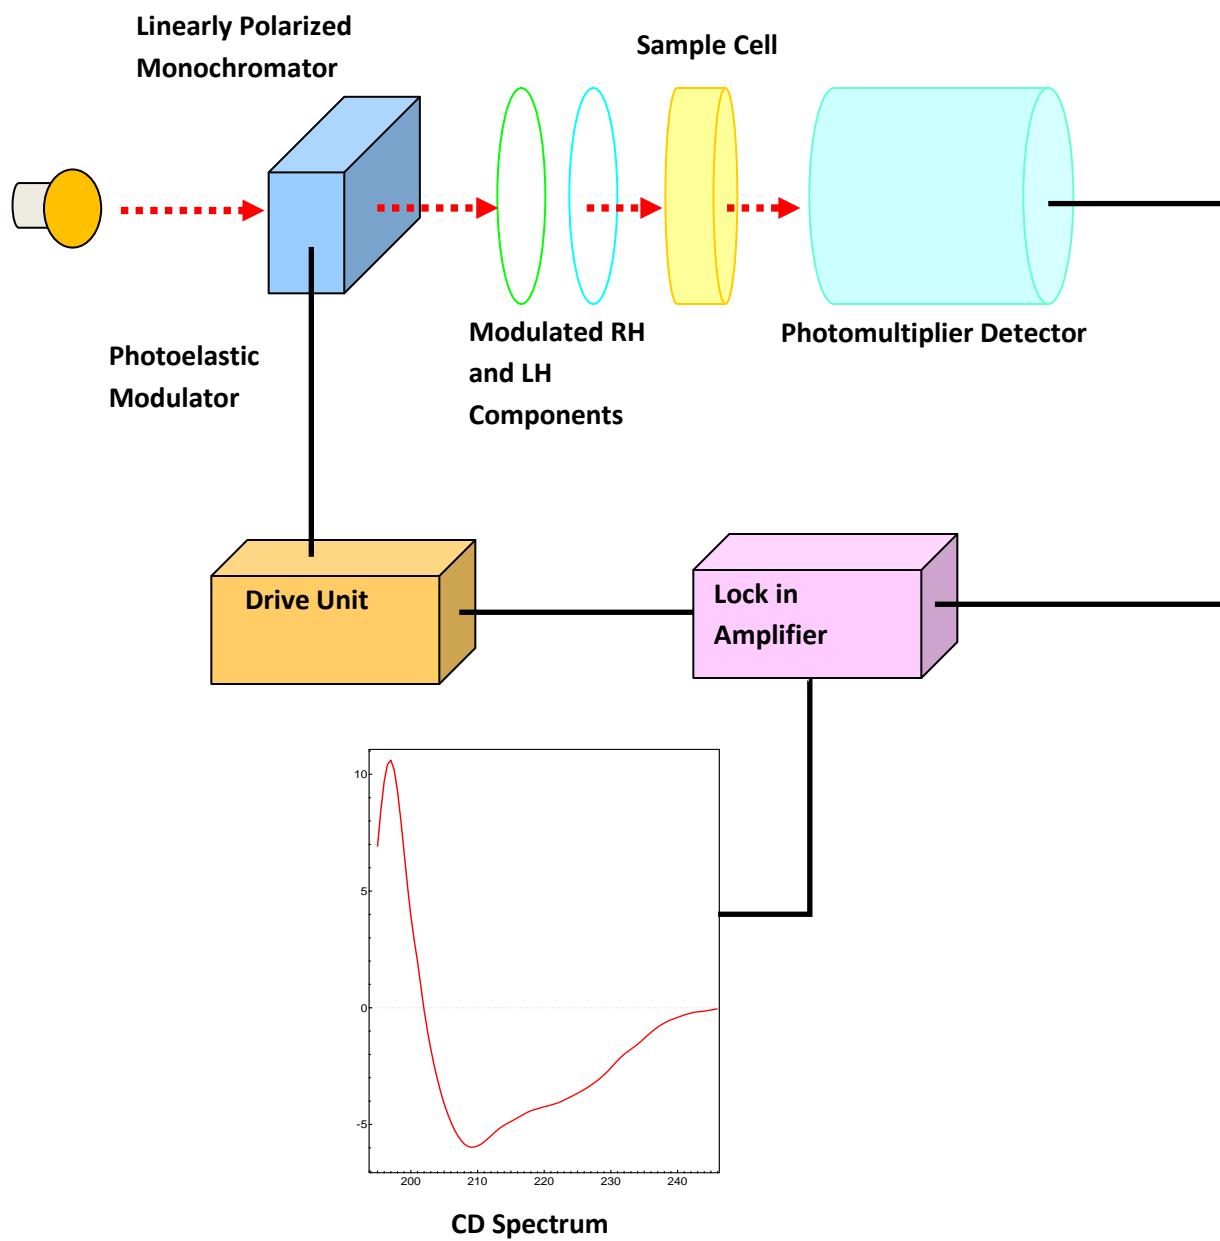 Linearly Polarized
Monochromator
Sample Cell
Photoelastic
Modulator
Modulated RH
and LH
Components
Photomultiplier Detector
Drive Unit
Lock in
Amplifier
10
5
0
-5
200
210
220
230
240
CD Spectrum